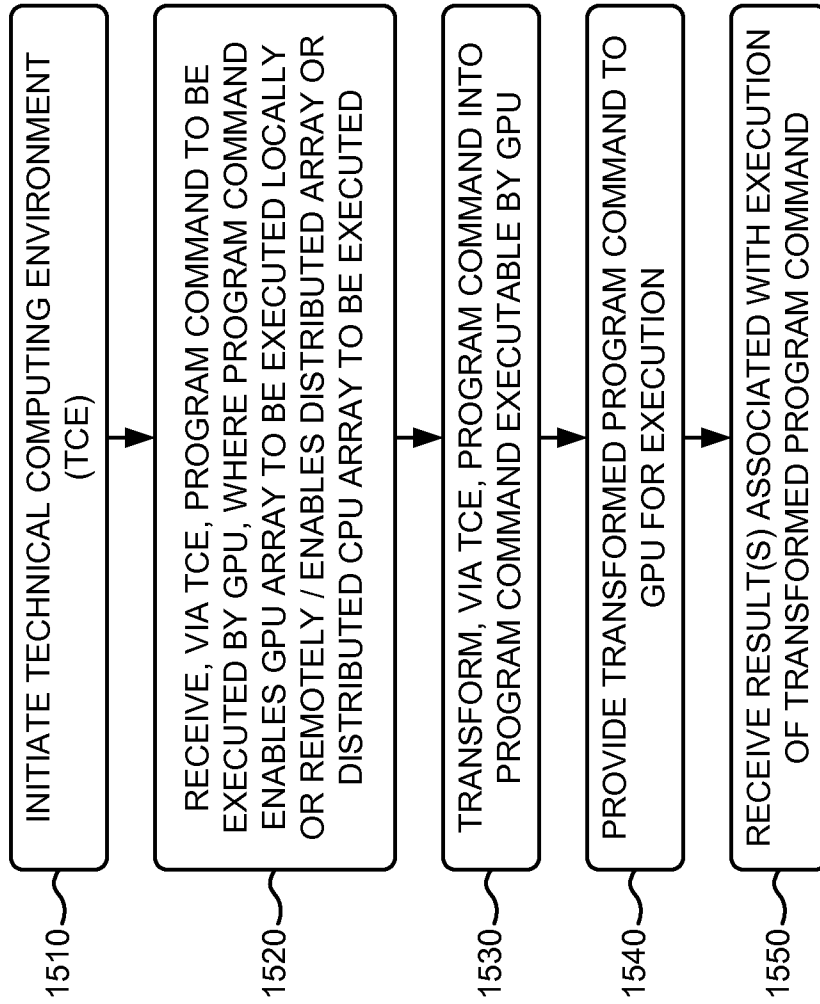 1510
INITIATE TECHNICAL COMPUTING ENVIRONMENT
(TCE)
1520
RECEIVE, VIA TCE, PROGRAM COMMAND TO BE
EXECUTED BY GPU, WHERE PROGRAM COMMAND
ENABLES GPU ARRAY TO BE EXECUTED LOCALLY
OR REMOTELY / ENABLES DISTRIBUTED ARRAY OR
DISTRIBUTED CPU ARRAY TO BE EXECUTED
1530
TRANSFORM, VIA TCE, PROGRAM COMMAND INTO
PROGRAM COMMAND EXECUTABLE BY GPU
1540
PROVIDE TRANSFORMED PROGRAM COMMAND TO
GPU FOR EXECUTION
1550
RECEIVE RESULT(S) ASSOCIATED WITH EXECUTION
OF TRANSFORMED PROGRAM COMMAND